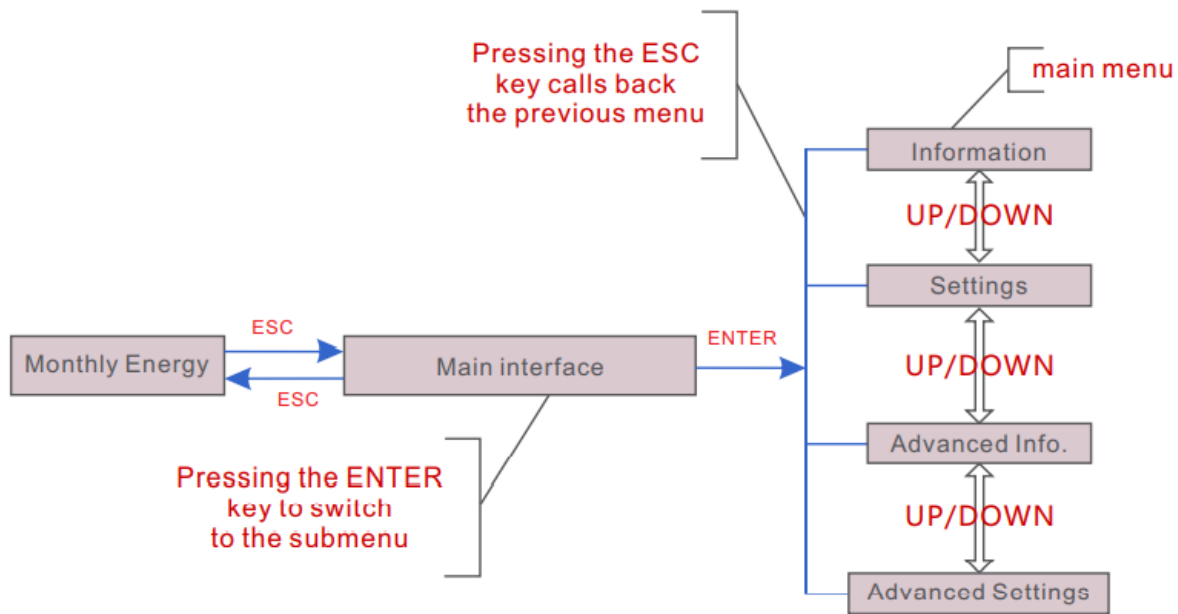 Pressing the ESC
key calls back
the previous menu
main menu
Information
UP/DOWN
Settings
UP/DOWN
Advanced Info.
UP/DOWN
Advanced Settings
Monthly Energy
ESC
ESC
Main interface
ENTER
Pressing the ENTER
key to switch
to the submenu